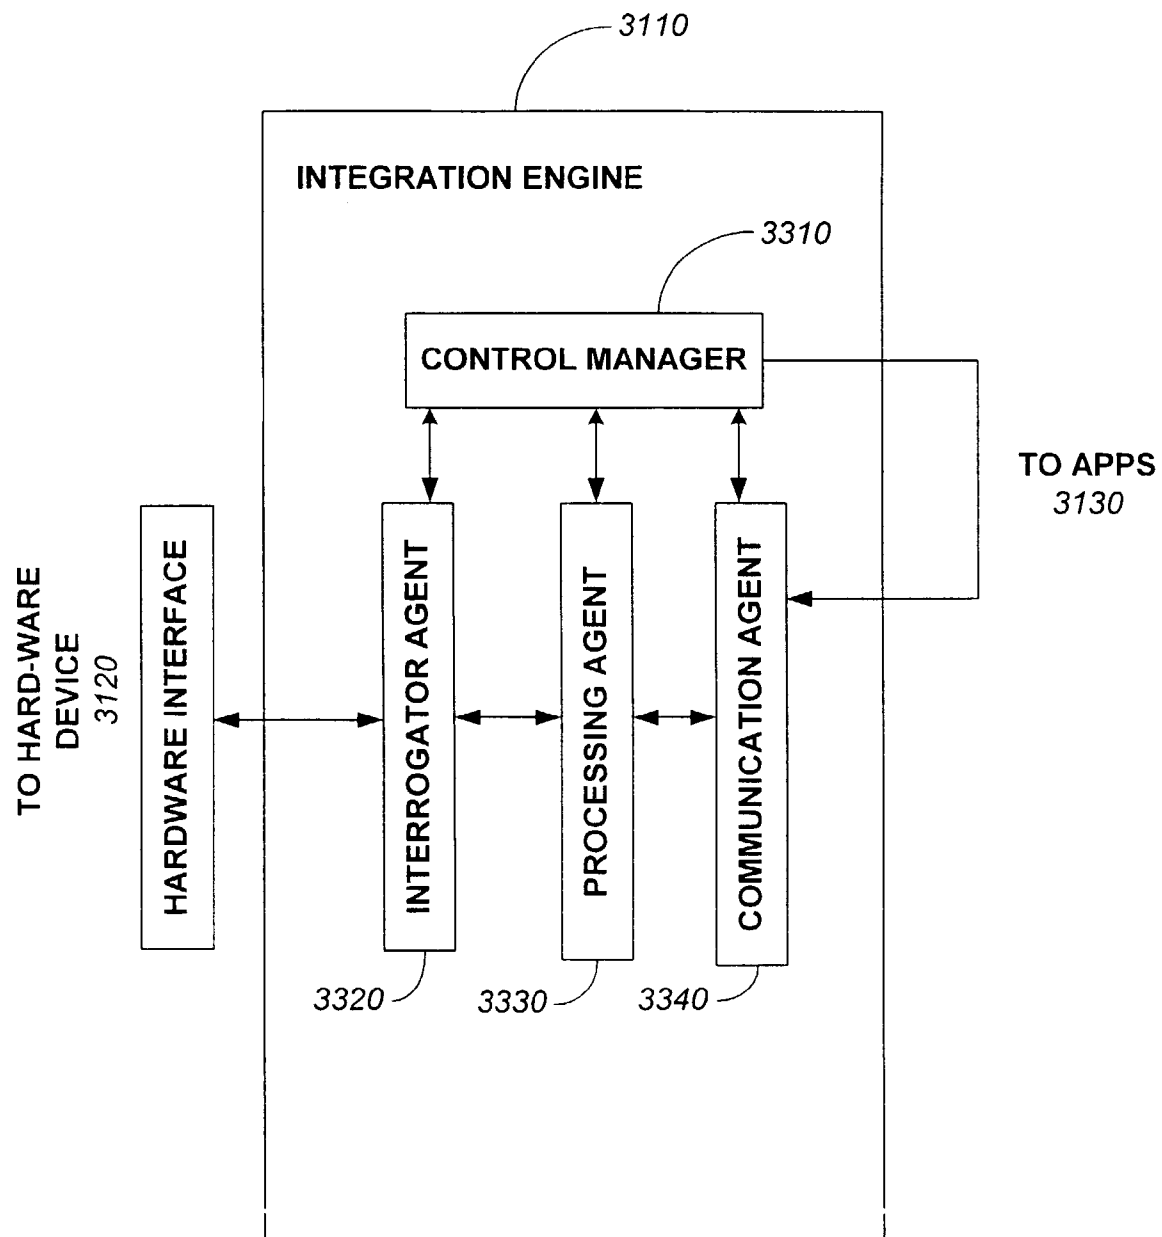 3110
INTEGRATION ENGINE
3310
CONTROL MANAGER
TO APPS
3130
TO HARD-WARE
DEVICE
3120
HARDWARE INTERFACE
INTERROGATOR AGENT
PROCESSING AGENT
COMMUNICATION AGENT
3320
3330
3340